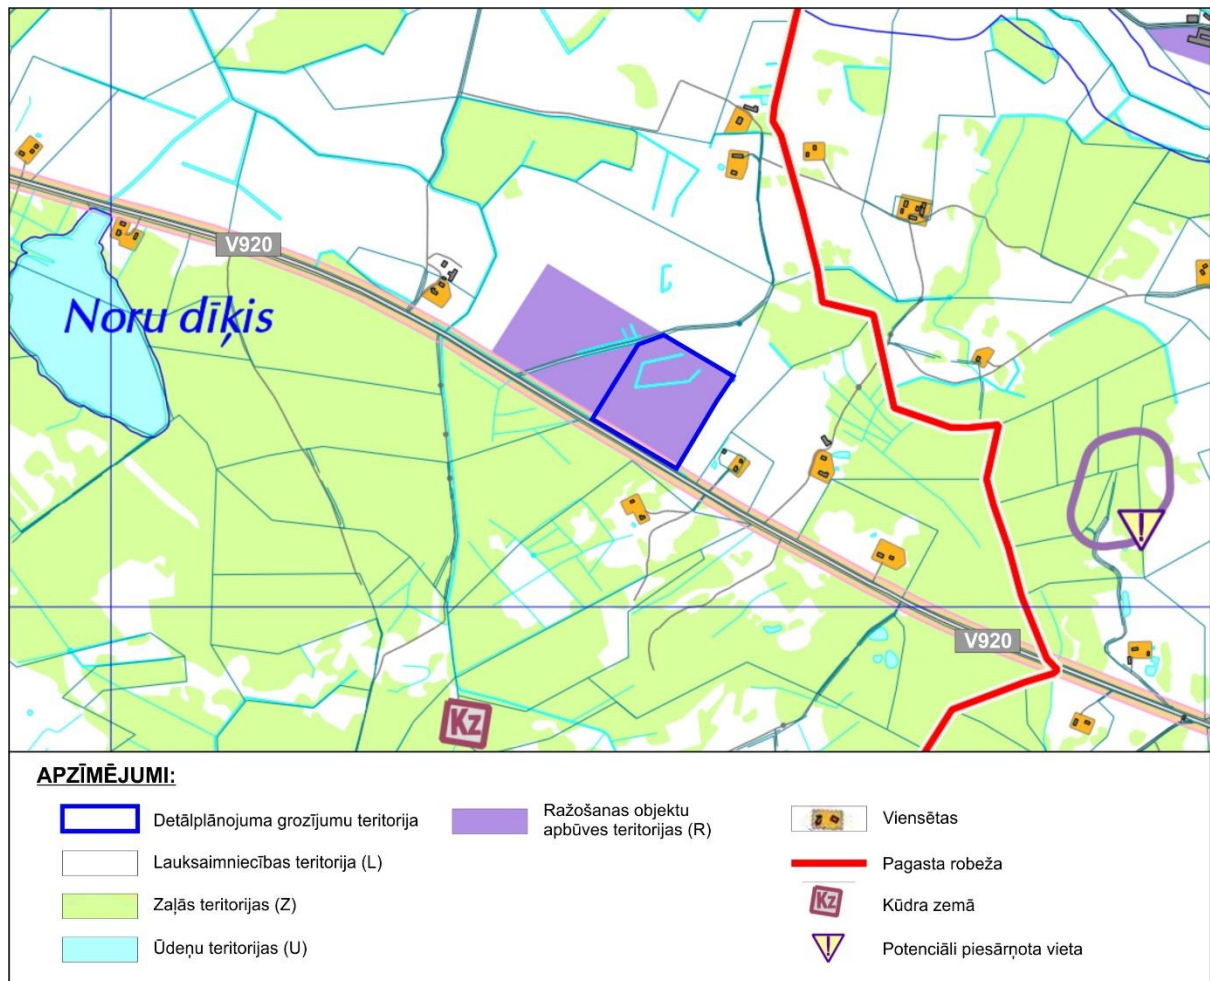 V920
Noru dīķis
V920
Kz
APZĪMĒJUMI:
Detālplānojuma grozījumu teritorija
Lauksaimniecības teritorija (L)
Zaļās teritorijas (Z)
Ūdeņu teritorijas (U)
Ražošanas objektu
apbūves teritorijas (R)
Viensētas
Pagasta robeža
Kz
Kūdra zemā
Potenciāli piesārņota vieta